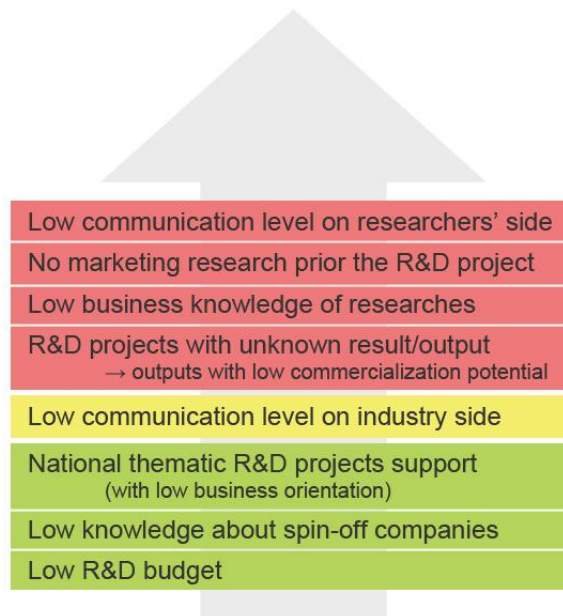 Low communication level on researchers’ side
No marketing research prior the R&D project
Low business knowledge of researches
R&D projects with unknown result/output
→ outputs with low commercialization potential
Low communication level on industry side
National thematic R&D projects support
(with low business orientation)
Low knowledge about spin-off companies
Low R&D budget